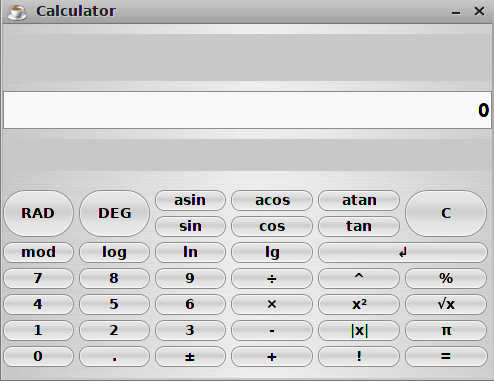 Calculator
0
asin acos atan
RAD DEG C
sin cos tan
mod log ln lg ↲
7 8 9 ÷ ^ %
4 5 6 × x² √x
1 2 3 - |x| π
0 . ± + ! =